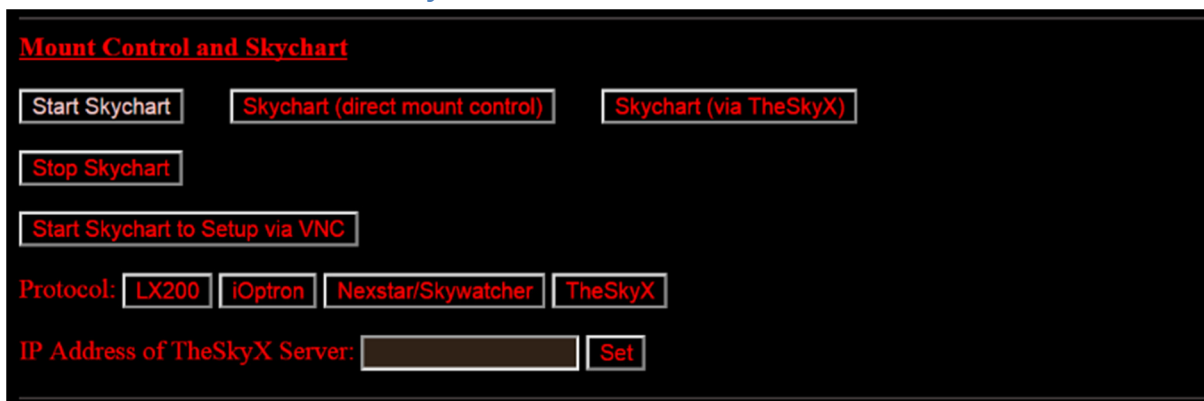 Mount Control and Skychart
Start Skychart Skychart (direct mount control) Skychart (via TheSkyX)
Stop Skychart
Start Skychart to Setup via VNC
Protocol: LX200 iOptron Nexstar/Skywatcher TheSkyX
IP Address of TheSkyX Server: Set